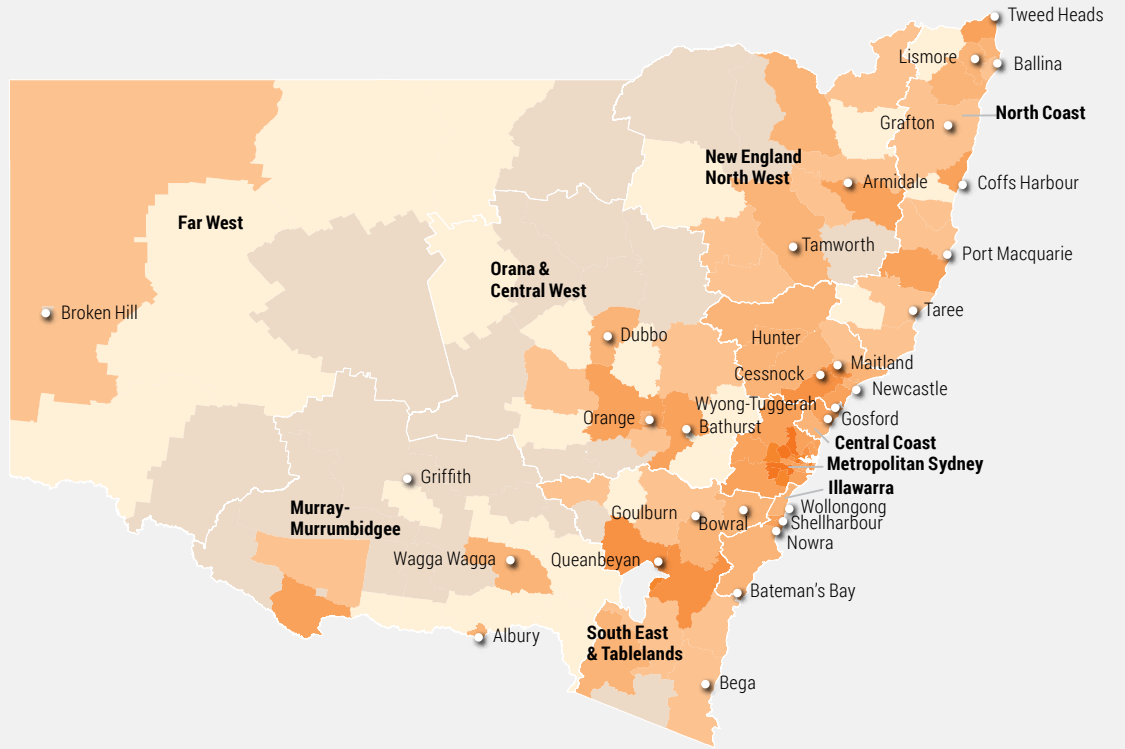 Tweed Heads
Lismore
Ballina
North Coast
Grafton
New England
North West
Armidale
Coffs Harbour
Far West
Tamworth
Port Macquarie
Orana &
Central West
Broken Hill
Taree
Dubbo
Hunter
Maitland
Cessnock
Newcastle
Wyong-Tuggerah
Orange
Gosford
Bathurst
Central Coast
Metropolitan Sydney
Griffith
Illawarra
Murray-
Murrumbidgee
Wollongong
Goulburn
Bowral
Shellharbour
Nowra
Wagga Wagga
Queanbeyan
Bateman's Bay
Albury
South East
& Tablelands
Bega